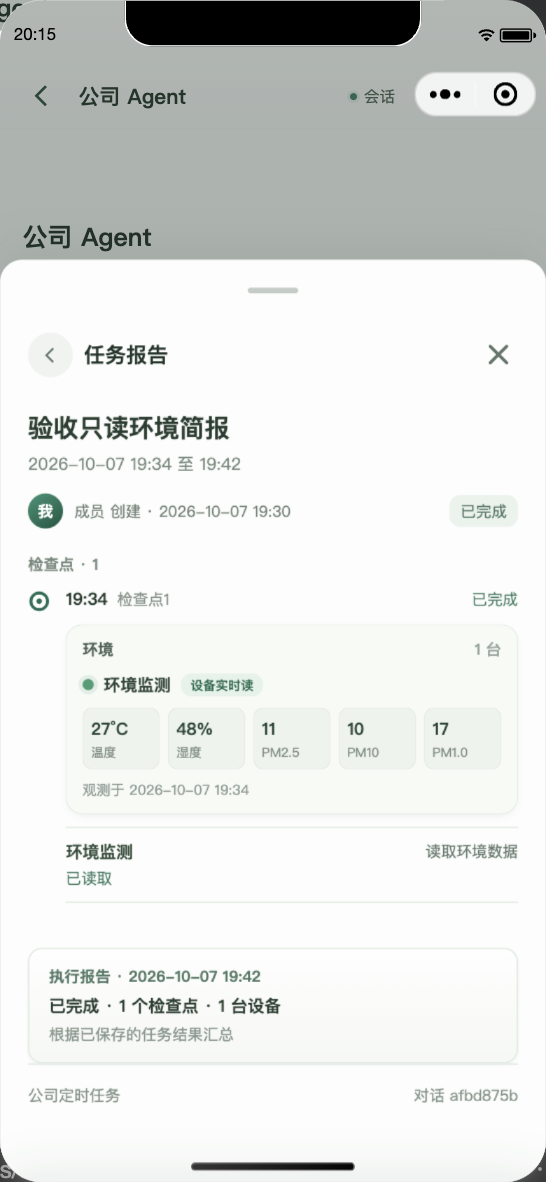 20:15
公司 Agent
会话
公司 Agent
任务报告
验收只读环境简报
2026-10-07 19:34 至 19:42
我 成员 创建 · 2026-10-07 19:30 已完成
检查点 · 1
19:34 检查点1 已完成
环境 1 台
环境监测 设备实时读
27°C 48% 11 10 17
温度 湿度 PM2.5 PM10 PM1.0
观测于 2026-10-07 19:34
环境监测 读取环境数据
已读取
执行报告 · 2026-10-07 19:42
已完成 · 1 个检查点 · 1 台设备
根据已保存的任务结果汇总
公司定时任务 对话 afbd875b